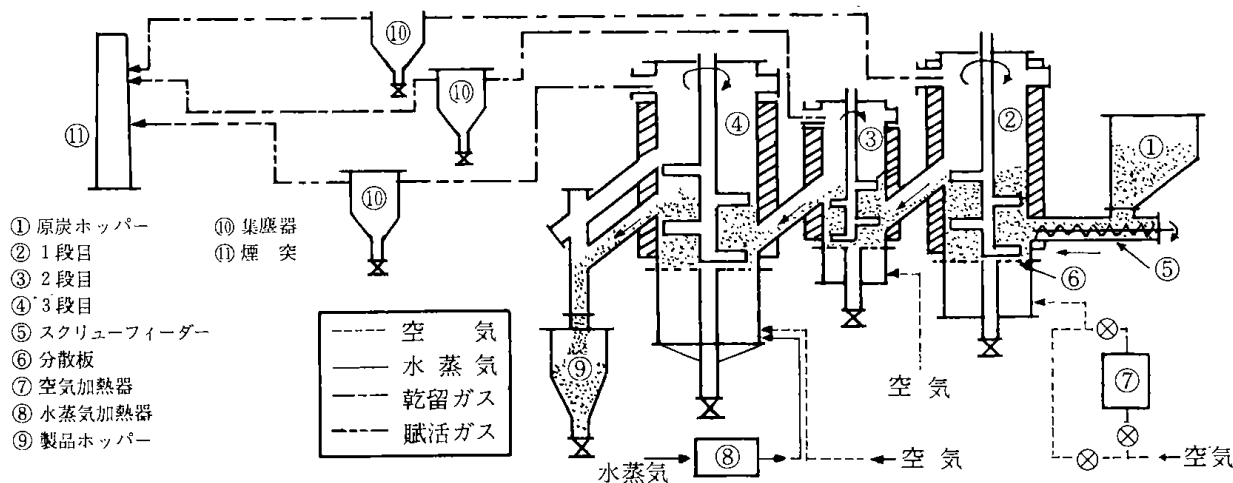 ⑩
⑩
⑪
⑩
④
③
②
①
⑥
⑤
⑨
⑦
⑧
① 原炭ホッパー
② 1段目
③ 2段目
④ 3段目
⑤ スクリューフィーダー
⑥ 分散板
⑦ 空気加熱器
⑧ 水蒸気加熱器
⑨ 製品ホッパー
⑩ 集塵器
⑪ 煙 突
空 気
水 蒸 気
乾留ガス
賦活ガス
空 気
水蒸気
空 気
空 気